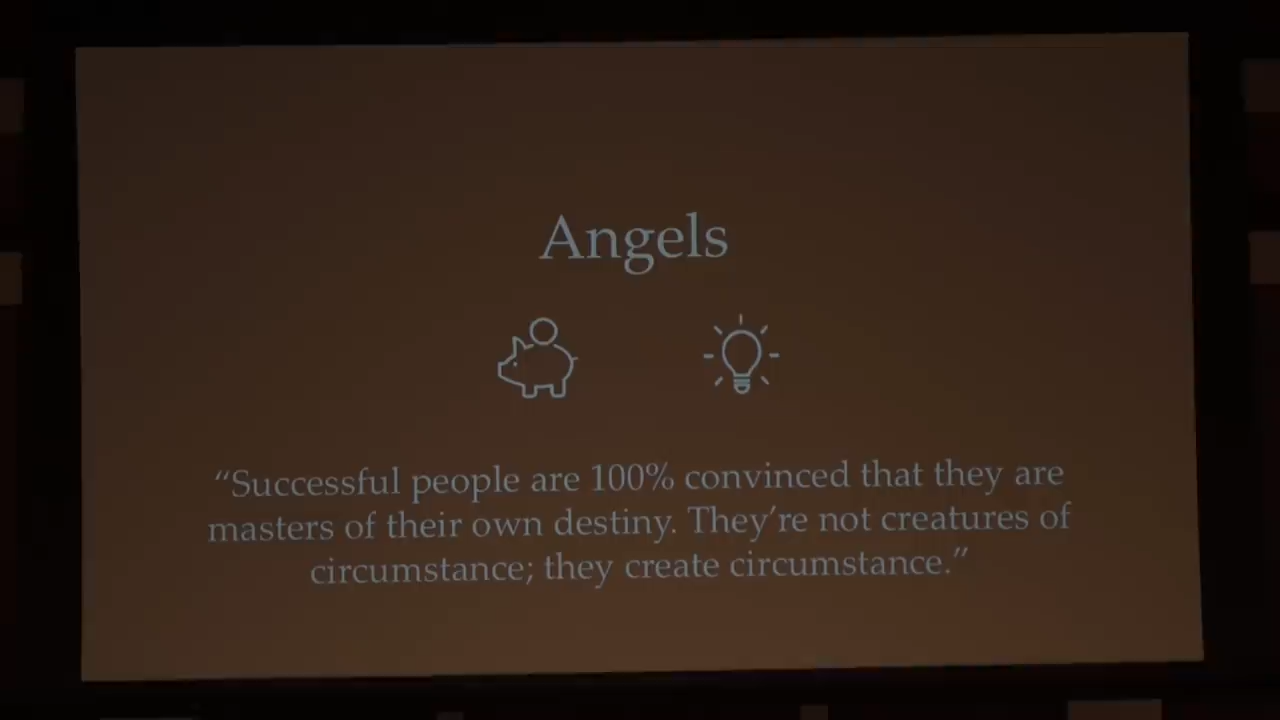 Angels
“Successful people are 100% convinced that they are
masters of their own destiny. They’re not creatures of
circumstance; they create circumstance.”